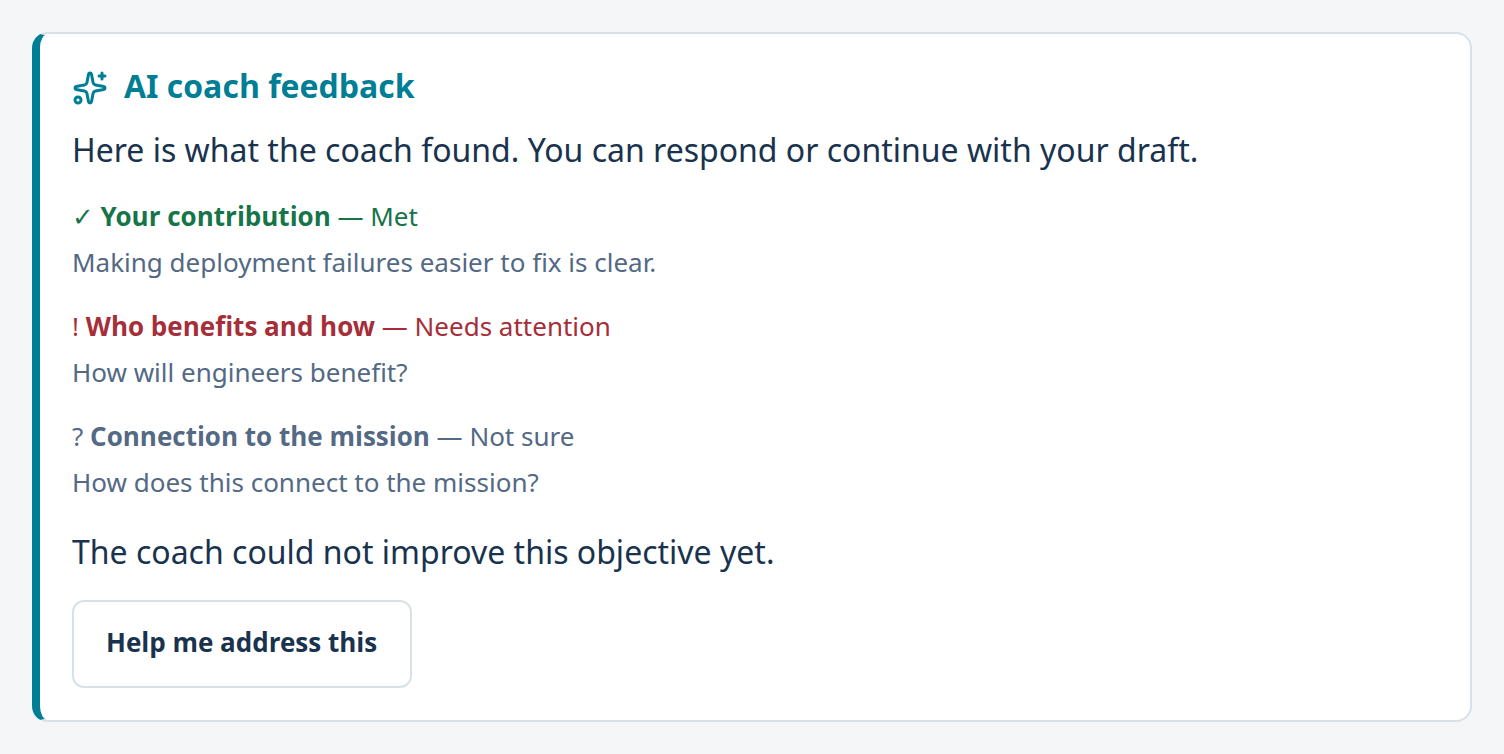 AI coach feedback
Here is what the coach found. You can respond or continue with your draft.
✓ Your contribution — Met
Making deployment failures easier to fix is clear.
! Who benefits and how — Needs attention
How will engineers benefit?
? Connection to the mission — Not sure
How does this connect to the mission?
The coach could not improve this objective yet.
Help me address this